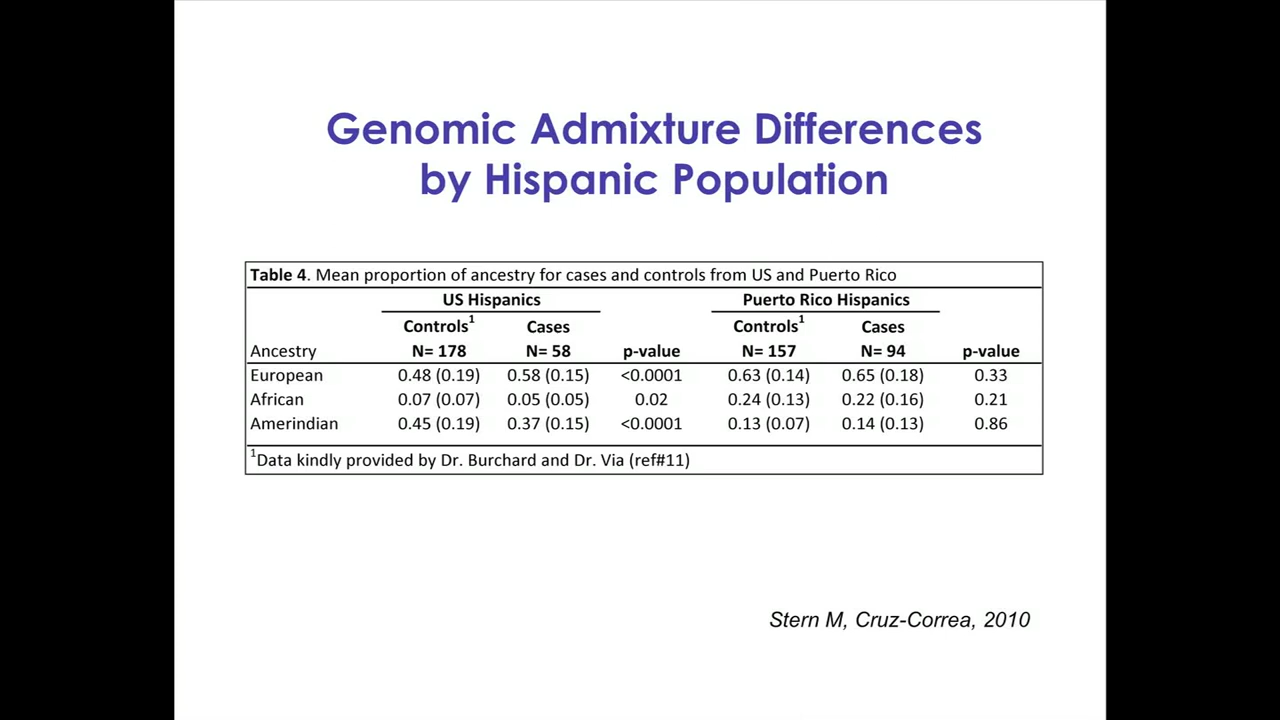 Genomic Admixture Differences
by Hispanic Population
Table 4. Mean proportion of ancestry for cases and controls from US and Puerto Rico
US Hispanics Puerto Rico Hispanics
Controls1 Cases Controls1 Cases
Ancestry N= 178 N= 58 p-value N= 157 N= 94 p-value
European 0.48 (0.19) 0.58 (0.15) <0.0001 0.63 (0.14) 0.65 (0.18) 0.33
African 0.07 (0.07) 0.05 (0.05) 0.02 0.24 (0.13) 0.22 (0.16) 0.21
Amerindian 0.45 (0.19) 0.37 (0.15) <0.0001 0.13 (0.07) 0.14 (0.13) 0.86
1Data kindly provided by Dr. Burchard and Dr. Via (ref#11)
Stern M, Cruz-Correa, 2010